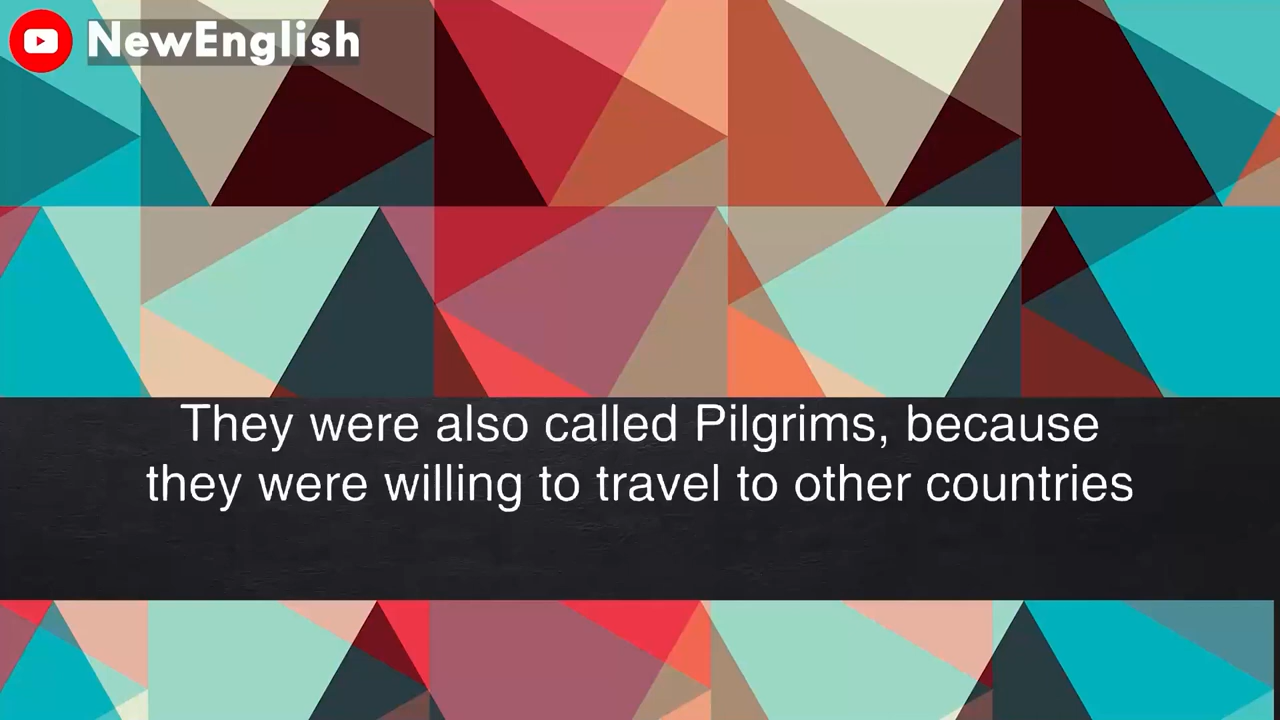 NewEnglish
They were also called Pilgrims, because
they were willing to travel to other countries